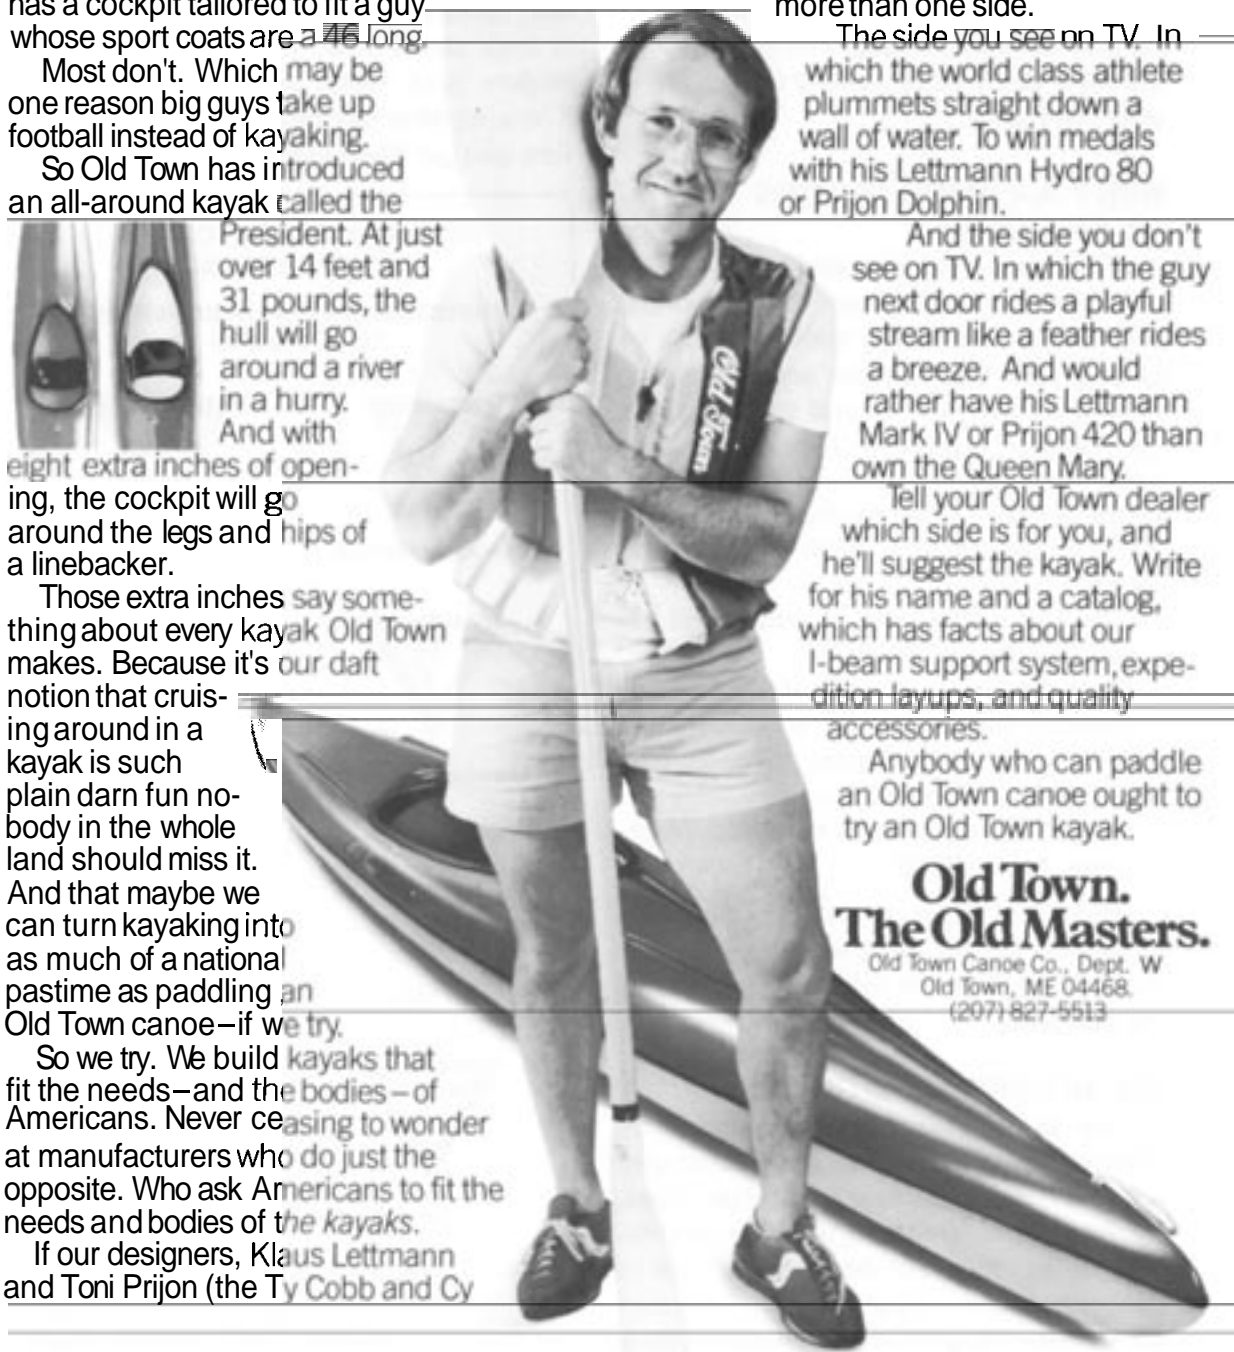 has a cockpit tailored to fit a guy
whose sport coats are a 46 long.
Most don't. Which may be
one reason big guys take up
football instead of kayaking.
So Old Town has introduced
an all-around kayak called the
President. At just
over 14 feet and
31 pounds, the
hull will go
around a river
in a hurry.
And with
eight extra inches of open-
ing, the cockpit will go
around the legs and hips of
a linebacker.
Those extra inches say some-
thing about every kayak Old Town
makes. Because it's our daft
notion that cruis-
ing around in a
kayak is such
plain darn fun no-
body in the whole
land should miss it.
And that maybe we
can turn kayaking into
as much of a national
pastime as paddling an
Old Town canoe–if we try.
So we try. We build kayaks that
fit the needs–and the bodies–of
Americans. Never ceasing to wonder
at manufacturers who do just the
opposite. Who ask Americans to fit the
needs and bodies of the kayaks.
If our designers, Klaus Lettmann
and Toni Prijon (the Ty Cobb and Cy
Old Town
more than one side.
The side you see on TV. In
which the world class athlete
plummets straight down a
wall of water. To win medals
with his Lettmann Hydro 80
or Prijon Dolphin.
And the side you don't
see on TV. In which the guy
next door rides a playful
stream like a feather rides
a breeze. And would
rather have his Lettmann
Mark IV or Prijon 420 than
own the Queen Mary.
Tell your Old Town dealer
which side is for you, and
he'll suggest the kayak. Write
for his name and a catalog,
which has facts about our
I-beam support system, expe-
dition layups, and quality
accessories.
Anybody who can paddle
an Old Town canoe ought to
try an Old Town kayak.
Old Town.
The Old Masters.
Old Town Canoe Co., Dept. W
Old Town, ME 04468.
(207) 827-5513